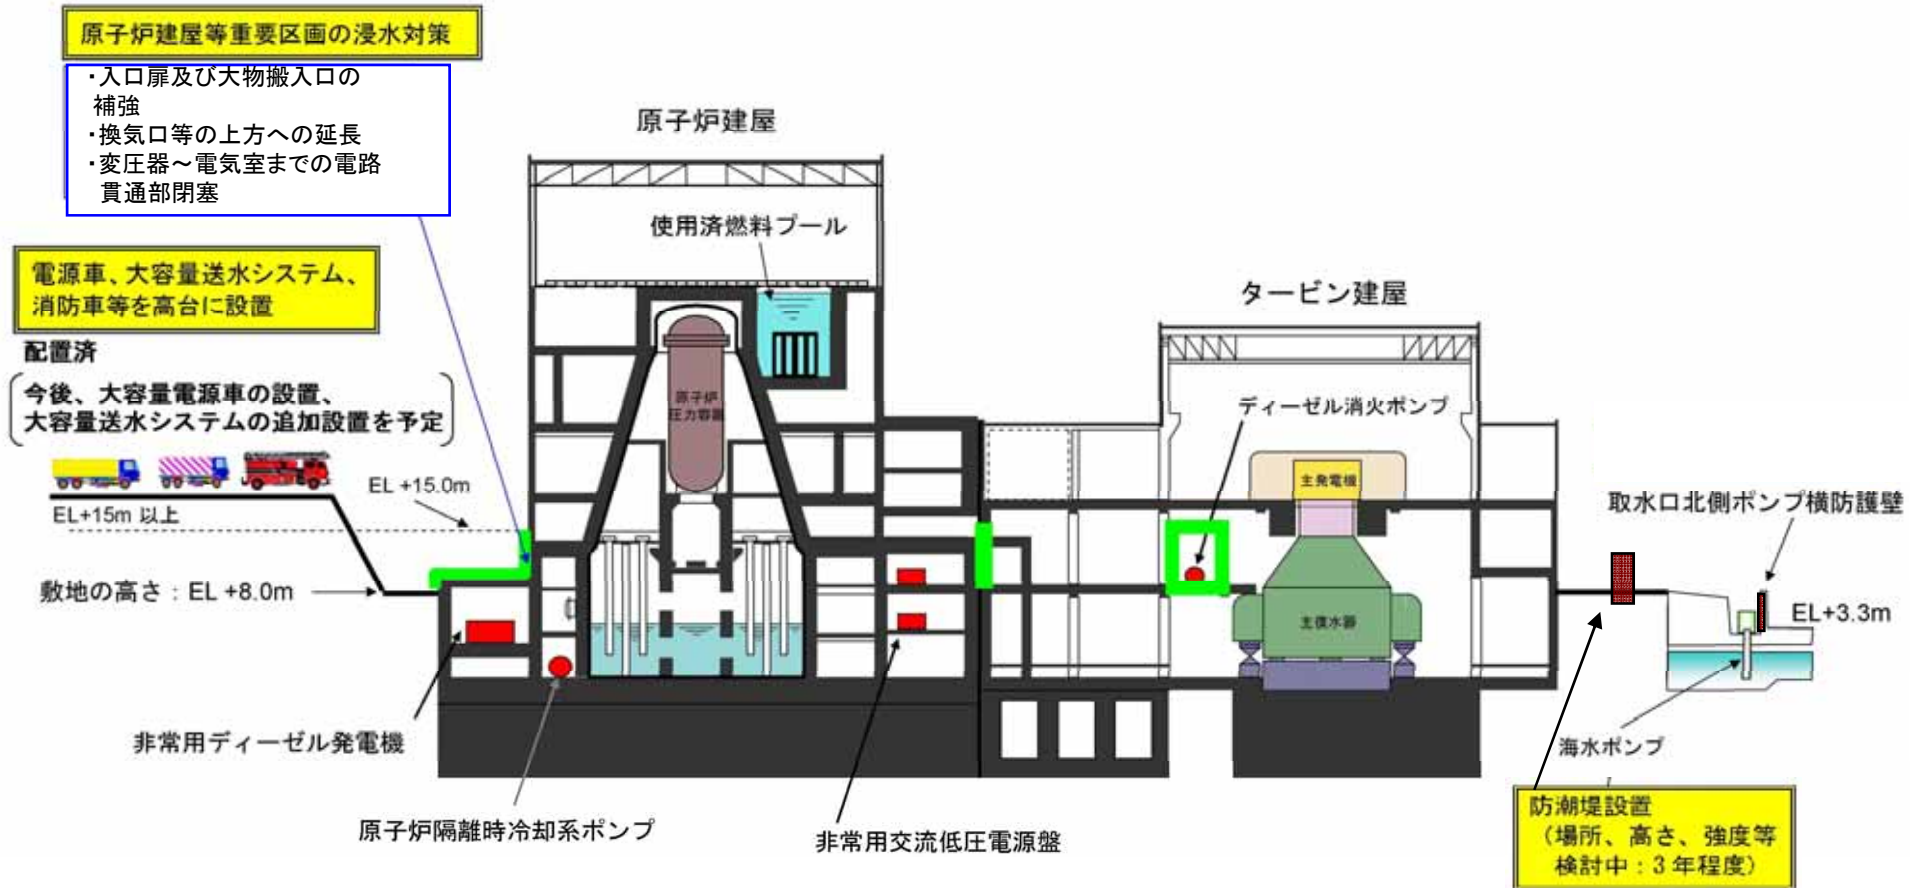 原子炉建屋等重要区画の浸水対策
・入口扉及び大物搬入口の
補強
・換気口等の上方への延長
・変圧器～電気室までの電路
貫通部閉塞
原子炉建屋
使用済燃料プール
電源車、大容量送水システム、
消防車等を高台に設置
配置済
今後、大容量電源車の設置、
大容量送水システムの追加設置を予定
タービン建屋
原子炉
圧力容器
ディーゼル消火ポンプ
主発電機
EL +15.0m
EL+15m 以上
取水口北側ポンプ横防護壁
敷地の高さ：EL +8.0m
EL+3.3m
主復水器
非常用ディーゼル発電機
海水ポンプ
原子炉隔離時冷却系ポンプ
非常用交流低圧電源盤
防潮堤設置
（場所、高さ、強度等
検討中：3 年程度）